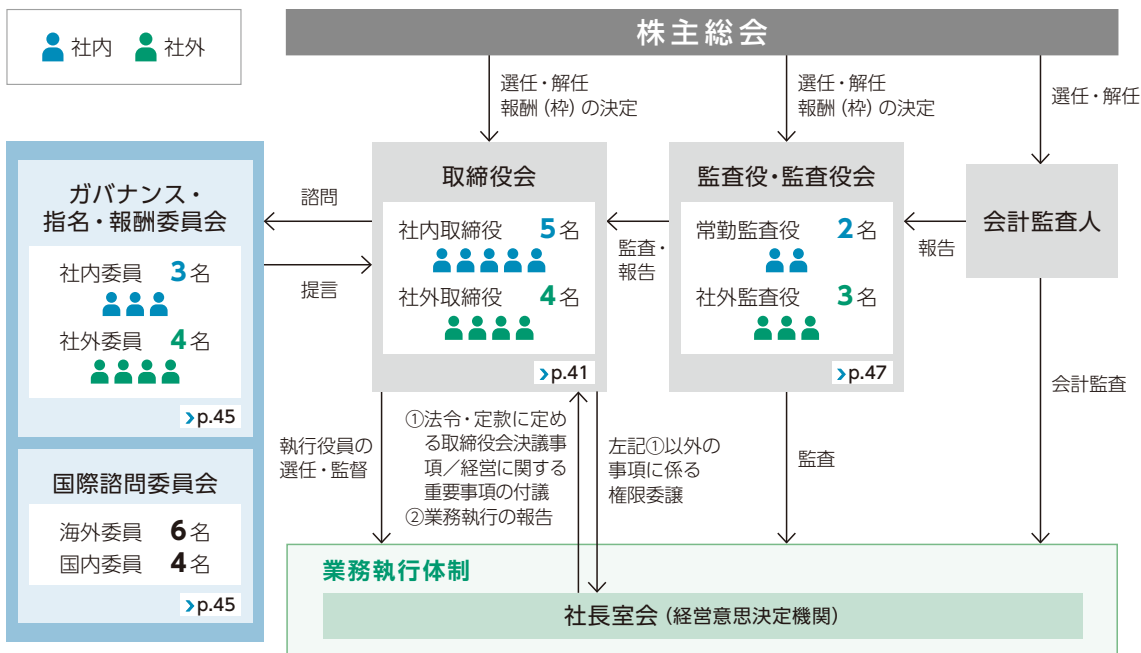 社内 社外
株主総会
選任・解任
報酬（枠）の決定
選任・解任
報酬（枠）の決定
選任・解任
ガバナンス・
指名・報酬委員会
社内委員 3名
社外委員 4名
›p.45
国際諮問委員会
海外委員 6名
国内委員 4名
›p.45
諮問
提言
取締役会
社内取締役 5名
社外取締役 4名
›p.41
監査・
報告
監査役・監査役会
常勤監査役 2名
社外監査役 3名
›p.47
報告
会計監査人
執行役員の
選任・監督
①法令・定款に定め
る取締役会決議事
項／経営に関する
重要事項の付議
②業務執行の報告
左記①以外の
事項に係る
権限委譲
監査
会計監査
業務執行体制
社長室会（経営意思決定機関）